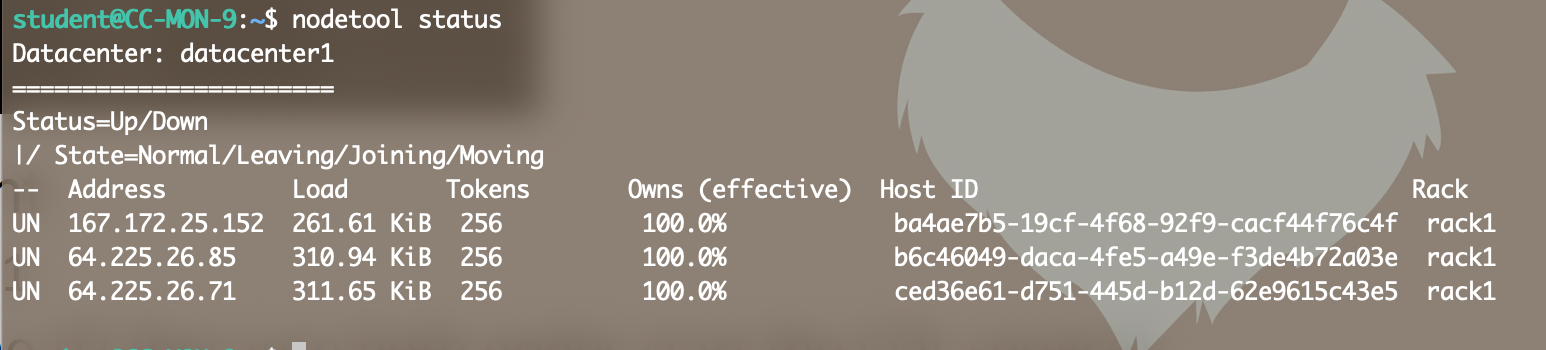 student@CC-MON-9:~$ nodetool status
Datacenter: datacenter1
=======================
Status=Up/Down
|/ State=Normal/Leaving/Joining/Moving
--  Address         Load       Tokens       Owns (effective)  Host ID                               Rack
UN  167.172.25.152  261.61 KiB  256          100.0%            ba4ae7b5-19cf-4f68-92f9-cacf44f76c4f  rack1
UN  64.225.26.85    310.94 KiB  256          100.0%            b6c46049-daca-4fe5-a49e-f3de4b72a03e  rack1
UN  64.225.26.71    311.65 KiB  256          100.0%            ced36e61-d751-445d-b12d-62e9615c43e5  rack1